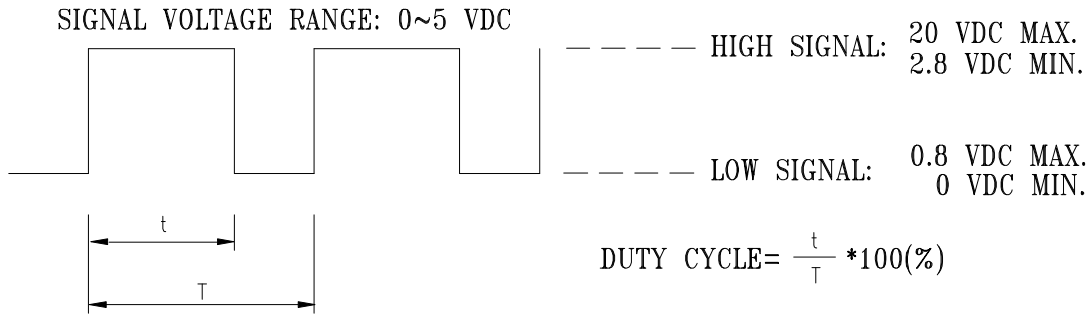 SIGNAL VOLTAGE RANGE: 0~5 VDC
HIGH SIGNAL: 20 VDC MAX.
2.8 VDC MIN.
LOW SIGNAL: 0.8 VDC MAX.
0 VDC MIN.
t
T
DUTY CYCLE= t/T *100(%)